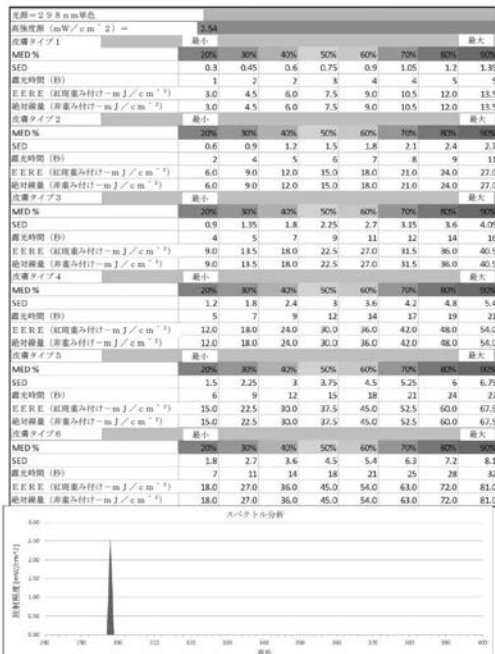 光源=298nm単色
高強度源 (mW/cm＾2) = 2.54
皮膚タイプ1 最小 最大
MED % 20% 30% 40% 50% 60% 70% 80% 90%
SED 0.3 0.45 0.6 0.75 0.9 1.05 1.2 1.35
露光時間 (秒) 1 2 2 3 4 4 5
EERE (紅斑重み付け-mJ/cm＾2) 3.0 4.5 6.0 7.5 9.0 10.5 12.0 13.5
絶対線量 (非重み付け-mJ/cm＾2) 3.0 4.5 6.0 7.5 9.0 10.5 12.0 13.5
皮膚タイプ2 最小 最大
MED % 20% 30% 40% 50% 60% 70% 80% 90%
SED 0.6 0.9 1.2 1.5 1.8 2.1 2.4 2.7
露光時間 (秒) 2 4 5 6 7 8 9 11
EERE (紅斑重み付け-mJ/cm＾2) 6.0 9.0 12.0 15.0 18.0 21.0 24.0 27.0
絶対線量 (非重み付け-mJ/cm＾2) 6.0 9.0 12.0 15.0 18.0 21.0 24.0 27.0
皮膚タイプ3 最小 最大
MED % 20% 30% 40% 50% 60% 70% 80% 90%
SED 0.9 1.35 1.8 2.25 2.7 3.15 3.6 4.05
露光時間 (秒) 4 5 7 9 11 12 14 16
EERE (紅斑重み付け-mJ/cm＾2) 9.0 13.5 18.0 22.5 27.0 31.5 36.0 40.5
絶対線量 (非重み付け-mJ/cm＾2) 9.0 13.5 18.0 22.5 27.0 31.5 36.0 40.5
皮膚タイプ4 最小 最大
MED % 20% 30% 40% 50% 60% 70% 80% 90%
SED 1.2 1.8 2.4 3 3.6 4.2 4.8 5.4
露光時間 (秒) 5 7 9 12 14 17 19 21
EERE (紅斑重み付け-mJ/cm＾2) 12.0 18.0 24.0 30.0 36.0 42.0 48.0 54.0
絶対線量 (非重み付け-mJ/cm＾2) 12.0 18.0 24.0 30.0 36.0 42.0 48.0 54.0
皮膚タイプ5 最小 最大
MED % 20% 30% 40% 50% 60% 70% 80% 90%
SED 1.5 2.25 3 3.75 4.5 5.25 6 6.75
露光時間 (秒) 6 9 12 15 18 21 24 27
EERE (紅斑重み付け-mJ/cm＾2) 15.0 22.5 30.0 37.5 45.0 52.5 60.0 67.5
絶対線量 (非重み付け-mJ/cm＾2) 15.0 22.5 30.0 37.5 45.0 52.5 60.0 67.5
皮膚タイプ6 最小 最大
MED % 20% 30% 40% 50% 60% 70% 80% 90%
SED 1.8 2.7 3.6 4.5 5.4 6.3 7.2 8.1
露光時間 (秒) 7 11 14 18 21 25 28 32
EERE (紅斑重み付け-mJ/cm＾2) 18.0 27.0 36.0 45.0 54.0 63.0 72.0 81.0
絶対線量 (非重み付け-mJ/cm＾2) 18.0 27.0 36.0 45.0 54.0 63.0 72.0 81.0
スペクトル分析
放射照度
3.00
2.50
2.00
1.50
1.00
0.50
0.00
280 290 300 310 320 330 340 350 360 370 380 390 400
波長